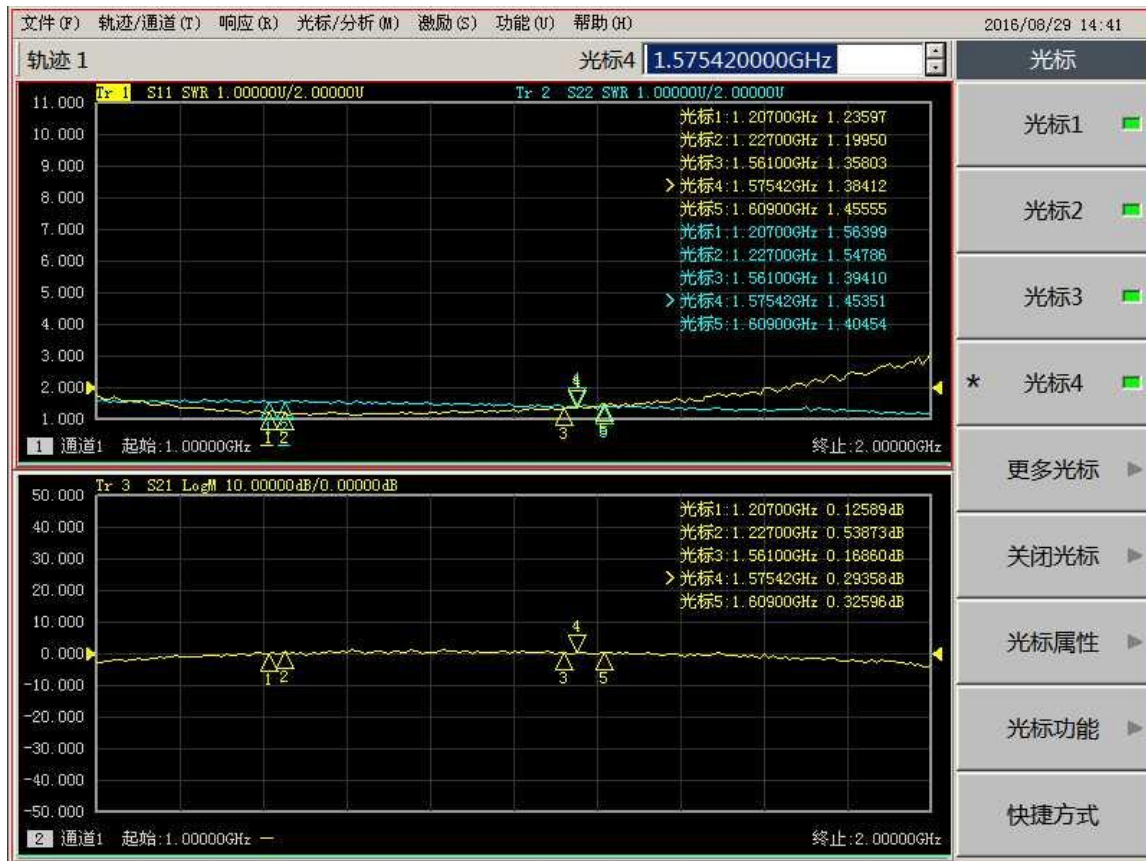 文件(F) 轨迹/通道(T) 响应(R) 光标/分析(M) 激励(S) 功能(U) 帮助(H) 2016/08/29 14:41
轨迹 1 光标4 1.575420000GHz 光标
Tr 1 S11 SWR 1.00000U/2.00000U Tr 2 S22 SWR 1.00000U/2.00000U
11.000
10.000
9.000
8.000
7.000
6.000
5.000
4.000
3.000
2.000
1.000
光标1:1.20700GHz 1.23597
光标2:1.22700GHz 1.19950
光标3:1.56100GHz 1.35803
>光标4:1.57542GHz 1.38412
光标5:1.60900GHz 1.45555
光标1:1.20700GHz 1.56399
光标2:1.22700GHz 1.54786
光标3:1.56100GHz 1.39410
>光标4:1.57542GHz 1.45351
光标5:1.60900GHz 1.40454
4
1 2 3 5
1 通道1 起始:1.00000GHz — 终止:2.00000GHz
Tr 3 S21 LogM 10.00000dB/0.00000dB
50.000
40.000
30.000
20.000
10.000
0.000
-10.000
-20.000
-30.000
-40.000
-50.000
光标1:1.20700GHz 0.12589dB
光标2:1.22700GHz 0.53873dB
光标3:1.56100GHz 0.16860dB
>光标4:1.57542GHz 0.29358dB
光标5:1.60900GHz 0.32596dB
4
1 2 3 5
2 通道1 起始:1.00000GHz — 终止:2.00000GHz
光标1
光标2
光标3
* 光标4
更多光标
关闭光标
光标属性
光标功能
快捷方式